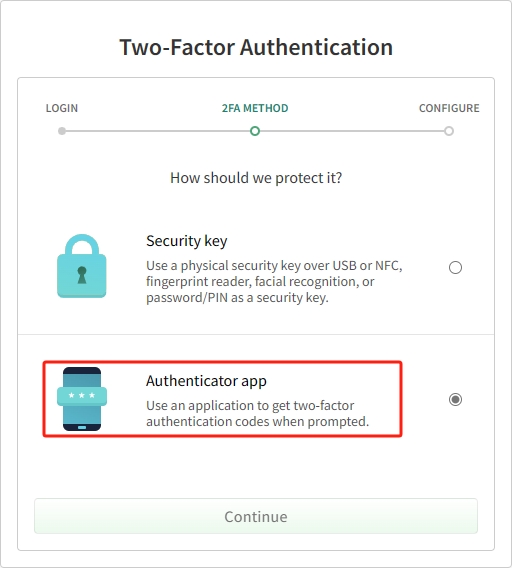 Two-Factor Authentication
LOGIN 2FA METHOD CONFIGURE
How should we protect it?
Security key
Use a physical security key over USB or NFC,
fingerprint reader, facial recognition, or
password/PIN as a security key.
Authenticator app
Use an application to get two-factor
authentication codes when prompted.
Continue